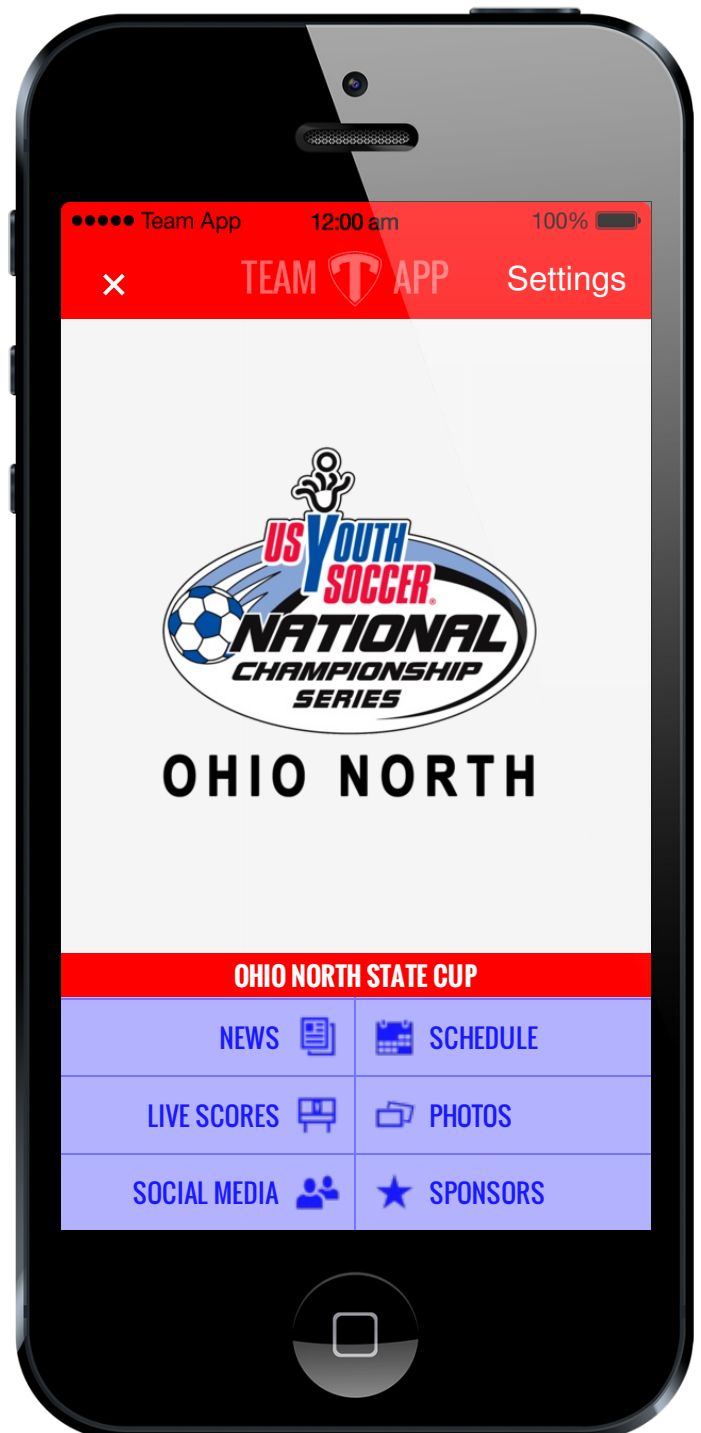 ●●●●● Team App 12:00 am 100%
× TEAM T APP Settings
US YOUTH
SOCCER®
NATIONAL
CHAMPIONSHIP
SERIES
OHIO NORTH
OHIO NORTH STATE CUP
NEWS SCHEDULE
LIVE SCORES PHOTOS
SOCIAL MEDIA SPONSORS